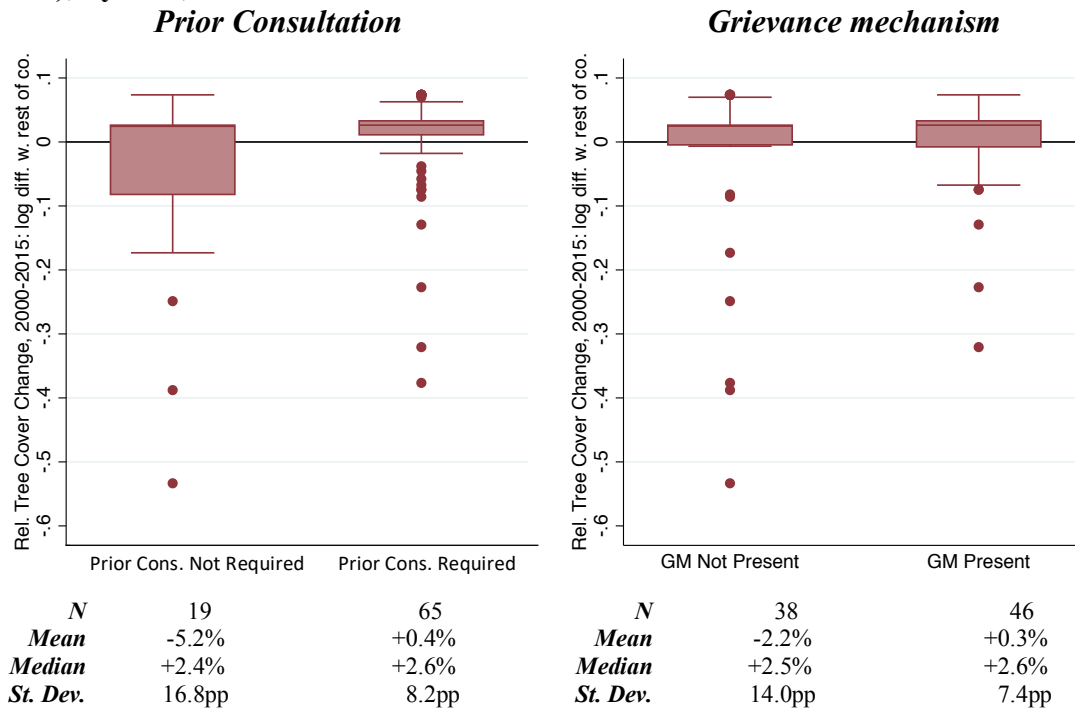 Prior Consultation
Rel. Tree Cover Change, 2000-2015: log diff. w. rest of co.
.1
0
-.1
-.2
-.3
-.4
-.5
-.6
Prior Cons. Not Required Prior Cons. Required
N 19 65
Mean -5.2% +0.4%
Median +2.4% +2.6%
St. Dev. 16.8pp 8.2pp
Grievance mechanism
Rel. Tree Cover Change, 2000-2015: log diff. w. rest of co.
.1
0
-.1
-.2
-.3
-.4
-.5
-.6
GM Not Present GM Present
N 38 46
Mean -2.2% +0.3%
Median +2.5% +2.6%
St. Dev. 14.0pp 7.4pp